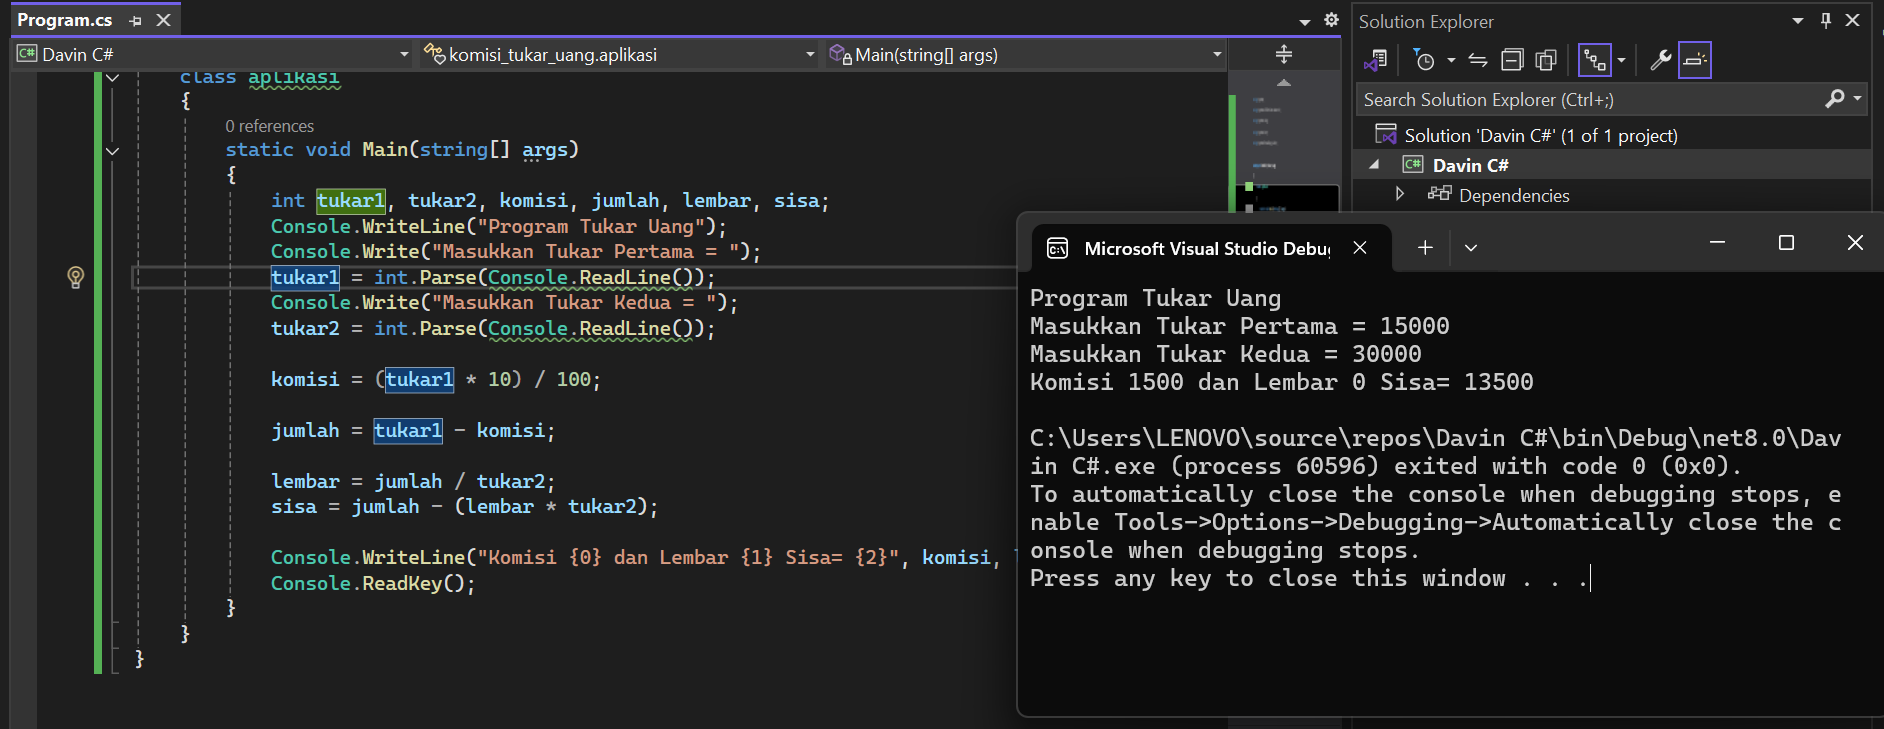 Program.cs
Davin C#
komisi_tukar_uang.aplikasi
Main(string[] args)
class aplikasi
{
0 references
static void Main(string[] args)
{
int tukar1, tukar2, komisi, jumlah, lembar, sisa;
Console.WriteLine("Program Tukar Uang");
Console.Write("Masukkan Tukar Pertama = ");
tukar1 = int.Parse(Console.ReadLine());
Console.Write("Masukkan Tukar Kedua = ");
tukar2 = int.Parse(Console.ReadLine());
komisi = (tukar1 * 10) / 100;
jumlah = tukar1 - komisi;
lembar = jumlah / tukar2;
sisa = jumlah - (lembar * tukar2);
Console.WriteLine("Komisi {0} dan Lembar {1} Sisa= {2}", komisi,
Console.ReadKey();
}
}
}
Solution Explorer
Search Solution Explorer (Ctrl+;)
Solution 'Davin C#' (1 of 1 project)
C# Davin C#
Dependencies
Microsoft Visual Studio Debug
Program Tukar Uang
Masukkan Tukar Pertama = 15000
Masukkan Tukar Kedua = 30000
Komisi 1500 dan Lembar 0 Sisa= 13500
C:\Users\LENOVO\source\repos\Davin C#\bin\Debug\net8.0\Dav
in C#.exe (process 60596) exited with code 0 (0x0).
To automatically close the console when debugging stops, e
nable Tools->Options->Debugging->Automatically close the c
onsole when debugging stops.
Press any key to close this window . . .